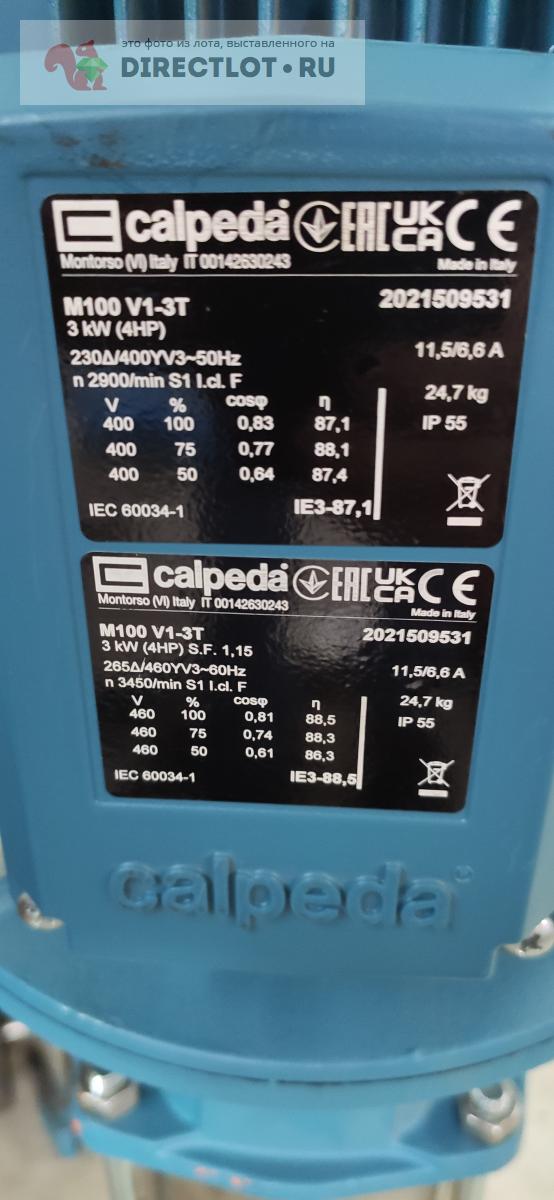 это фото из лота, выставленного на
DIRECTLOT•RU
calpeda EAC UK CA CE
Montorso (VI) Italy IT 00142630243 Made in Italy
M100 V1-3T 2021509531
3 kW (4HP)
230Δ/400YV3~50Hz 11,5/6,6 A
n 2900/min S1 I.cl. F 24,7 kg
V % cosφ η
400 100 0,83 87,1 IP 55
400 75 0,77 88,1
400 50 0,64 87,4
IEC 60034-1 IE3-87,1
calpeda EAC UK CA CE
Montorso (VI) Italy IT 00142630243 Made in Italy
M100 V1-3T 2021509531
3 kW (4HP) S.F. 1,15
265Δ/460YV3~60Hz 11,5/6,6 A
n 3450/min S1 I.cl. F
V % cosφ η 24,7 kg
460 100 0,81 88,5 IP 55
460 75 0,74 88,3
460 50 0,61 86,3
IEC 60034-1 IE3-88,5
calpeda